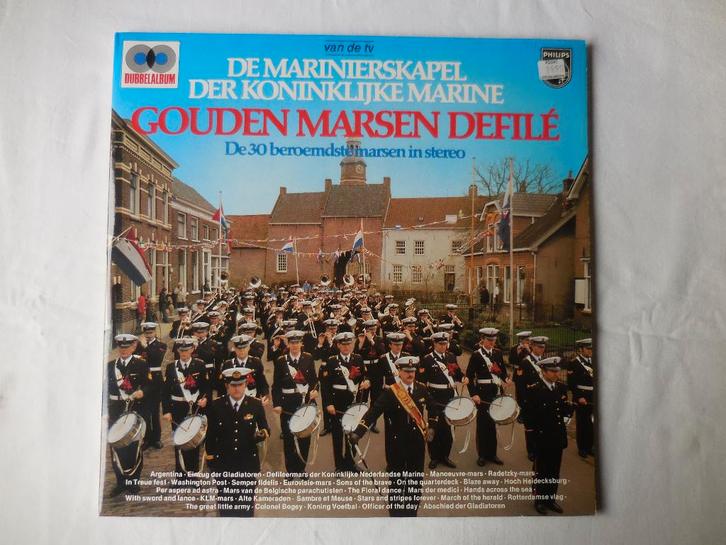 van de tv
DUBBELALBUM
PHILIPS
DE MARINIERSKAPEL
DER KONINKLIJKE MARINE
GOUDEN MARSEN DEFILÉ
De 30 beroemdste marsen in stereo
Argentina · Einzug der Gladiatoren · Defileermars der Koninklijke Nederlandse Marine · Manoeuvre-mars · Radetzky-mars ·
In Treue fest · Washington Post · Semper fidelis · Eurovisie-mars · Sons of the brave · On the quarterdeck · Blaze away · Hoch Heidecksburg ·
Per aspera ad astra · Mars van de Belgische parachutisten · The Floral dance · Mars der medici · Hands across the sea ·
With sword and lance · KLM-mars · Alte Kameraden · Sambre et Meuse · Stars and stripes forever · March of the herald · Rotterdamse vlag ·
The great little army · Colonel Bogey · Koning Voetbal · Officer of the day · Abschied der Gladiatoren